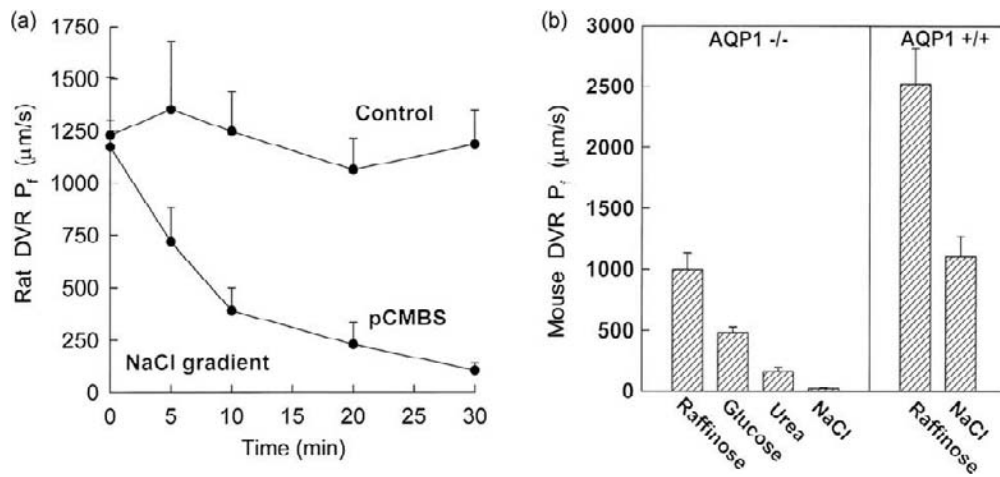 (a)
1750
1500
1250
1000
750
500
250
0
Rat DVR Pf (μm/s)
Control
pCMBS
NaCl gradient
0 5 10 20 30
Time (min)
(b)
3000
2500
2000
1500
1000
500
0
Mouse DVR Pf (μm/s)
AQP1 -/-
AQP1 +/+
Raffinose
Glucose
Urea
NaCl
Raffinose
NaCl